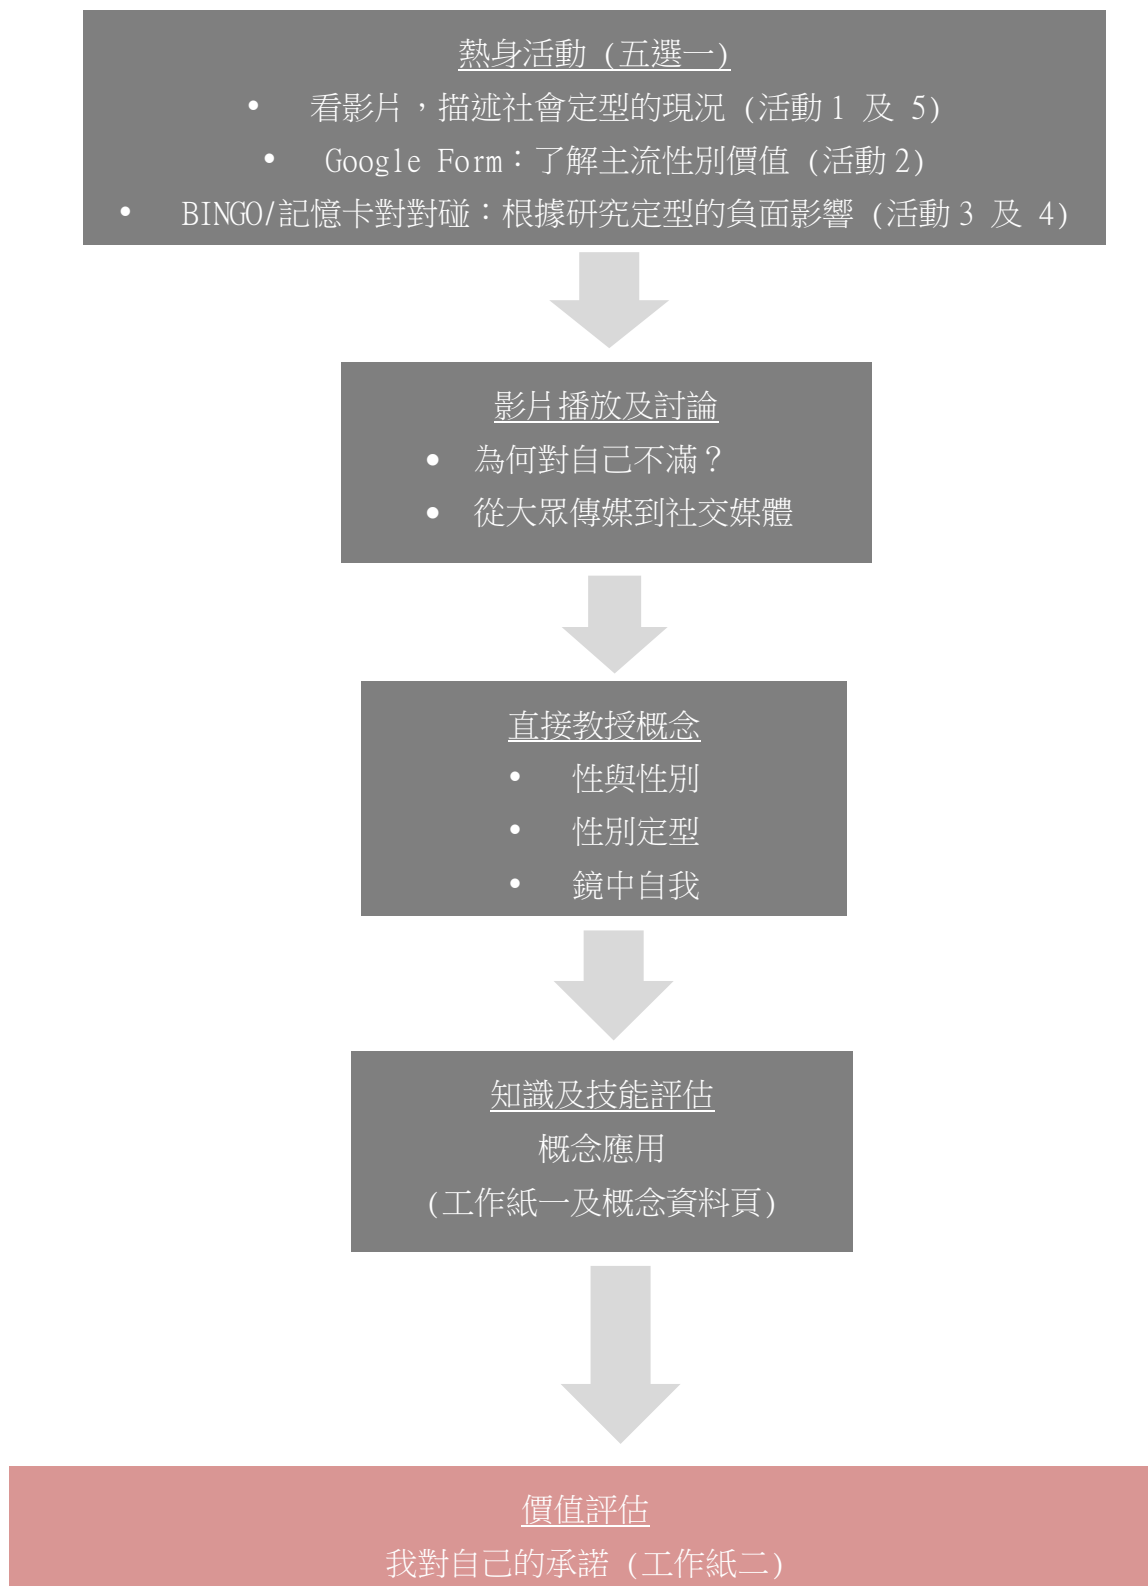 熱身活動 (五選一)
• 看影片，描述社會定型的現況 (活動 1 及 5)
• Google Form：了解主流性別價值 (活動 2)
• BINGO/記憶卡對對碰：根據研究定型的負面影響 (活動 3 及 4)
影片播放及討論
• 為何對自己不滿？
• 從大眾傳媒到社交媒體
直接教授概念
• 性與性別
• 性別定型
• 鏡中自我
知識及技能評估
概念應用
(工作紙一及概念資料頁)
價值評估
我對自己的承諾 (工作紙二)